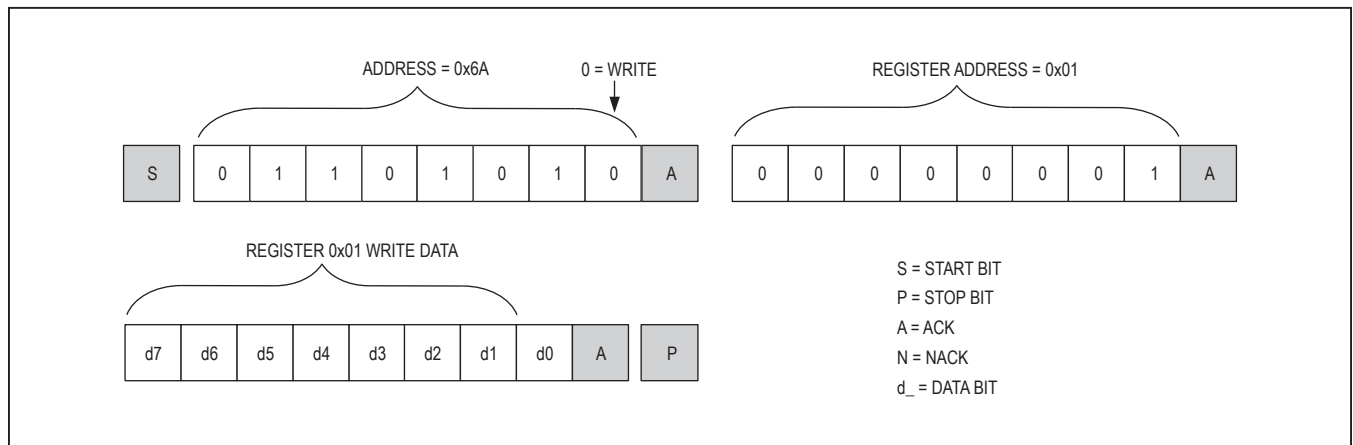 ADDRESS = 0x6A 0 = WRITE REGISTER ADDRESS = 0x01
S 0 1 1 0 1 0 1 0 A 0 0 0 0 0 0 0 1 A
REGISTER 0x01 WRITE DATA
d7 d6 d5 d4 d3 d2 d1 d0 A P
S = START BIT
P = STOP BIT
A = ACK
N = NACK
d_ = DATA BIT